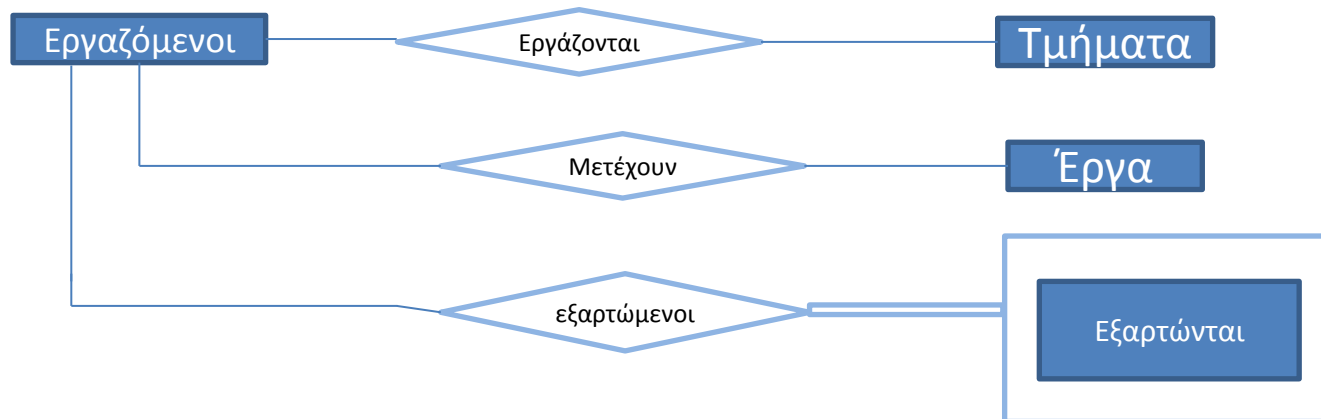 Εργαζόμενοι
Εργάζονται
Τμήματα
Μετέχουν
Έργα
εξαρτώμενοι
Εξαρτώνται